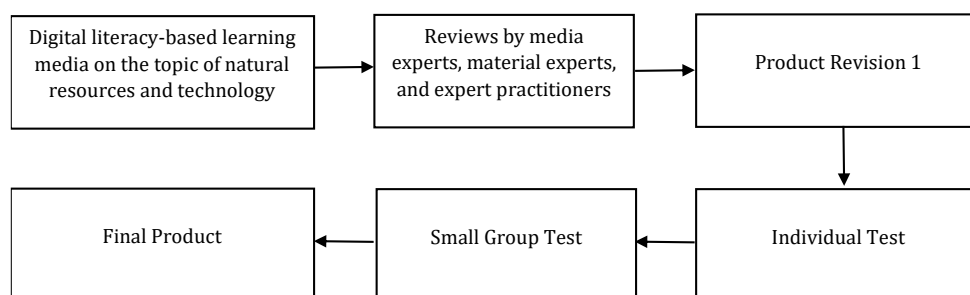 Digital literacy-based learning
media on the topic of natural
resources and technology
Reviews by media
experts, material experts,
and expert practitioners
Product Revision 1
Individual Test
Small Group Test
Final Product